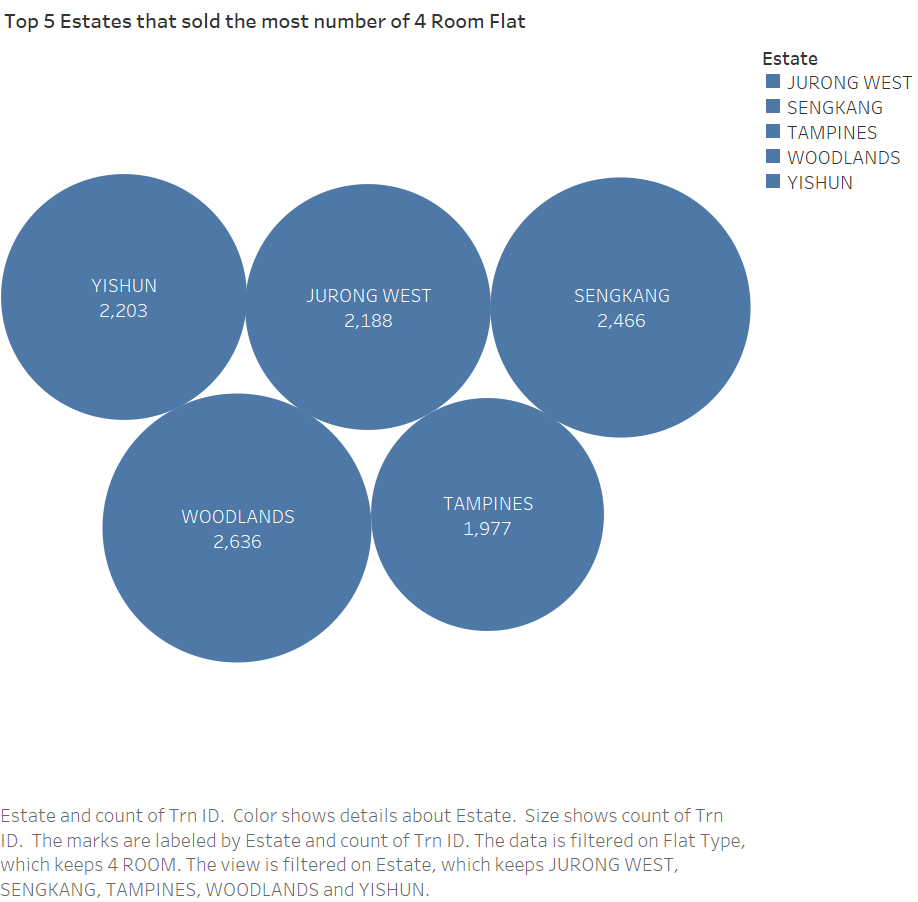 Top 5 Estates that sold the most number of 4 Room Flat
Estate
JURONG WEST
SENGKANG
TAMPINES
WOODLANDS
YISHUN
YISHUN
2,203
JURONG WEST
2,188
SENGKANG
2,466
WOODLANDS
2,636
TAMPINES
1,977
Estate and count of Trn ID.  Color shows details about Estate.  Size shows count of Trn
ID.  The marks are labeled by Estate and count of Trn ID. The data is filtered on Flat Type,
which keeps 4 ROOM. The view is filtered on Estate, which keeps JURONG WEST,
SENGKANG, TAMPINES, WOODLANDS and YISHUN.